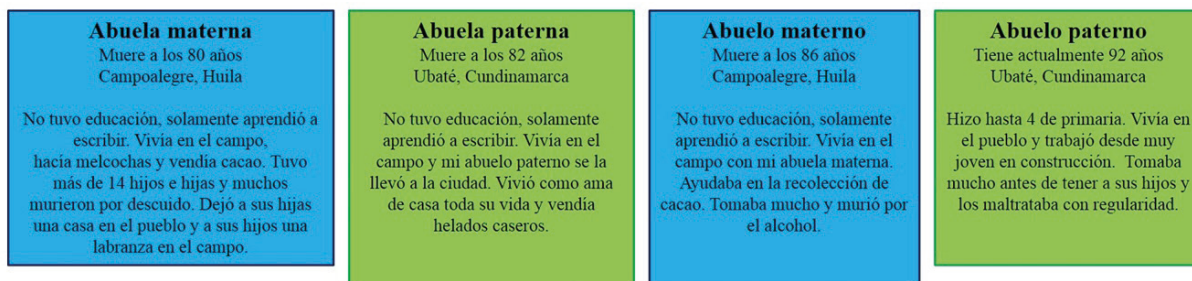 Abuela materna
Muere a los 80 años
Campoalegre, Huila
No tuvo educación, solamente aprendió a
escribir. Vivía en el campo,
hacía melcochas y vendía cacao. Tuvo
más de 14 hijos e hijas y muchos
murieron por descuido. Dejó a sus hijas
una casa en el pueblo y a sus hijos una
labranza en el campo.
Abuela paterna
Muere a los 82 años
Ubaté, Cundinamarca
No tuvo educación, solamente
aprendió a escribir. Vivía en el
campo y mi abuelo paterno se la
llevó a la ciudad. Vivió como ama
de casa toda su vida y vendía
helados caseros.
Abuelo materno
Muere a los 86 años
Campoalegre, Huila
No tuvo educación, solamente
aprendió a escribir. Vivía en el
campo con mi abuela materna.
Ayudaba en la recolección de
cacao. Tomaba mucho y murió por
el alcohol.
Abuelo paterno
Tiene actualmente 92 años
Ubaté, Cundinamarca
Hizo hasta 4 de primaria. Vivía en
el pueblo y trabajó desde muy
joven en construcción. Tomaba
mucho antes de tener a sus hijos y
los maltrataba con regularidad.